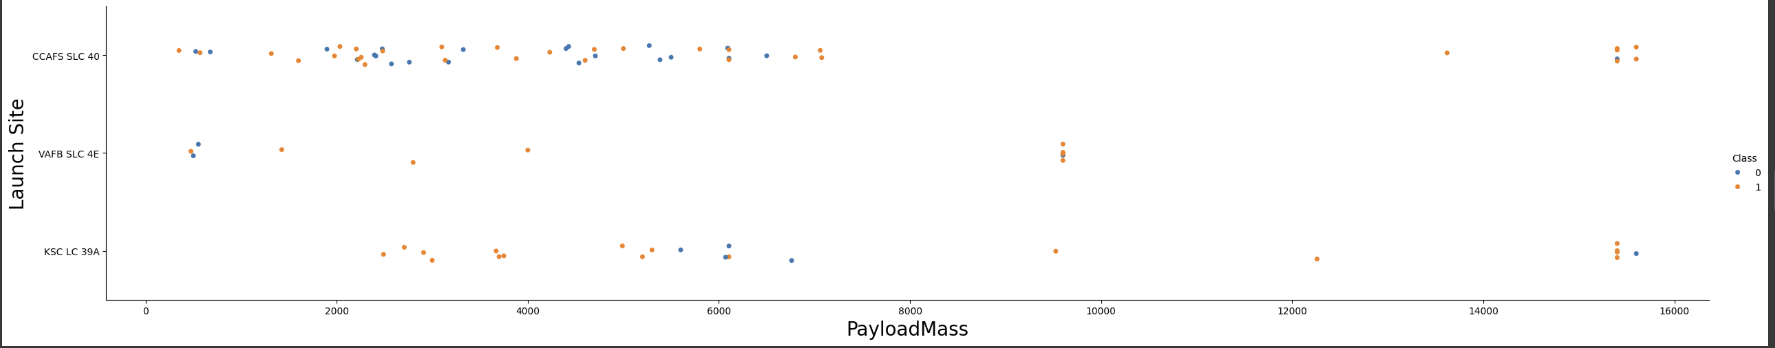 Launch Site
CCAFS SLC 40
VAFB SLC 4E
KSC LC 39A
0 2000 4000 6000 8000 10000 12000 14000 16000
PayloadMass
Class
0
1